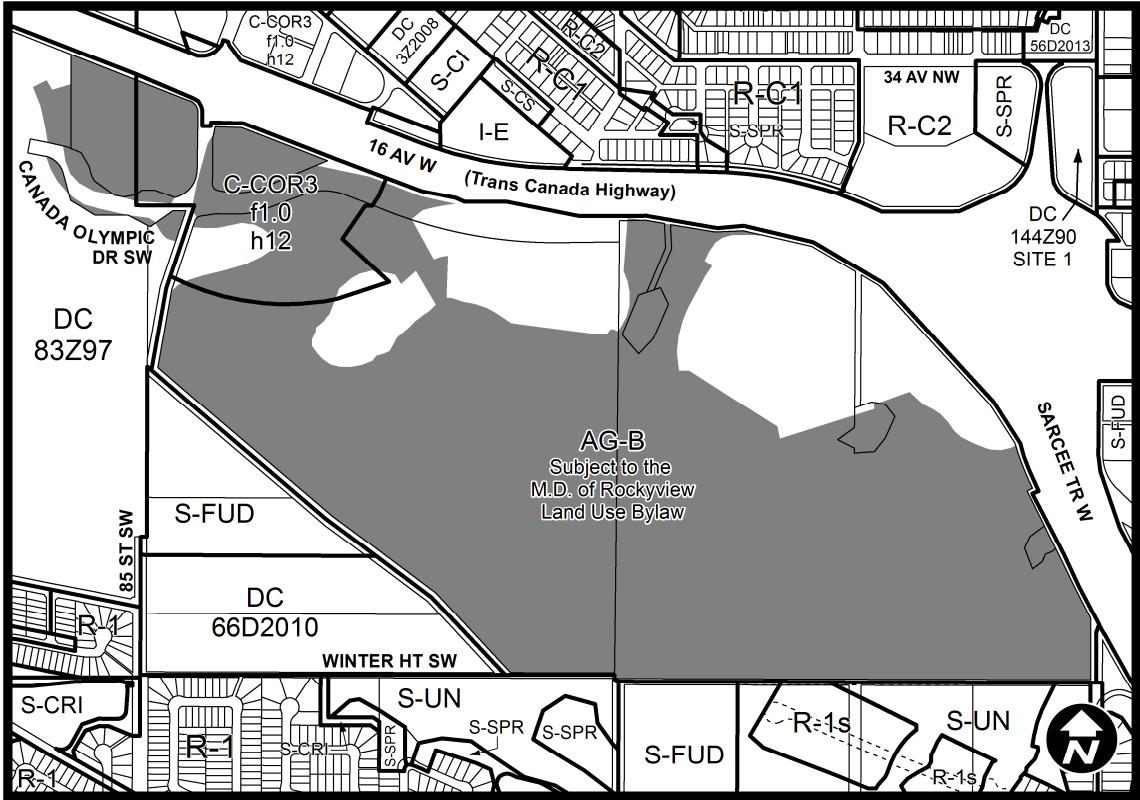 C-COR3
f1.0
h12
DC
3Z2008
S-CI
R-C2
R-C1
S-CS
I-E
R-C1
S-SPR
34 AV NW
R-C2
S-SPR
DC
56D2013
16 AV W
(Trans Canada Highway)
C-COR3
f1.0
h12
CANADA OLYMPIC
DR SW
DC
144Z90
SITE 1
DC
83Z97
AG-B
Subject to the
M.D. of Rockyview
Land Use Bylaw
SARCEE TR W
S-FUD
S-FUD
85 ST SW
DC
66D2010
R-1
WINTER HT SW
S-CRI
R-1
S-CRI
S-UN
S-SPR
S-SPR
S-SPR
S-FUD
R-1s
S-UN
R-1s
R-1
N